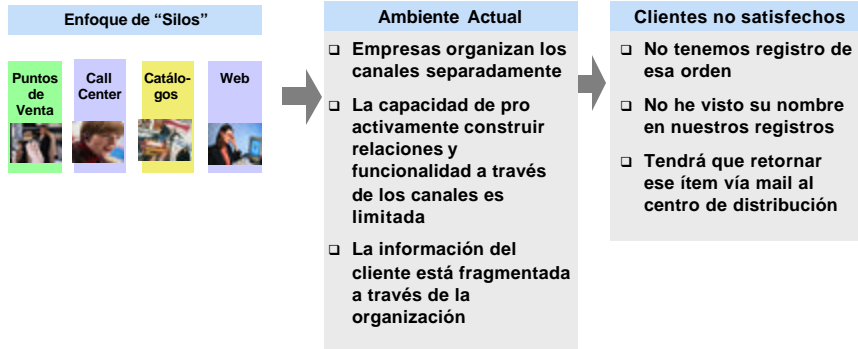 Enfoque de “Silos”
Puntos
de
Venta
Call
Center
Catálo-
gos
Web
Ambiente Actual
❑ Empresas organizan los
canales separadamente
❑ La capacidad de pro
activamente construir
relaciones y
funcionalidad a través
de los canales es
limitada
❑ La información del
cliente está fragmentada
a través de la
organización
Clientes no satisfechos
❑ No tenemos registro de
esa orden
❑ No he visto su nombre
en nuestros registros
❑ Tendrá que retornar
ese ítem vía mail al
centro de distribución